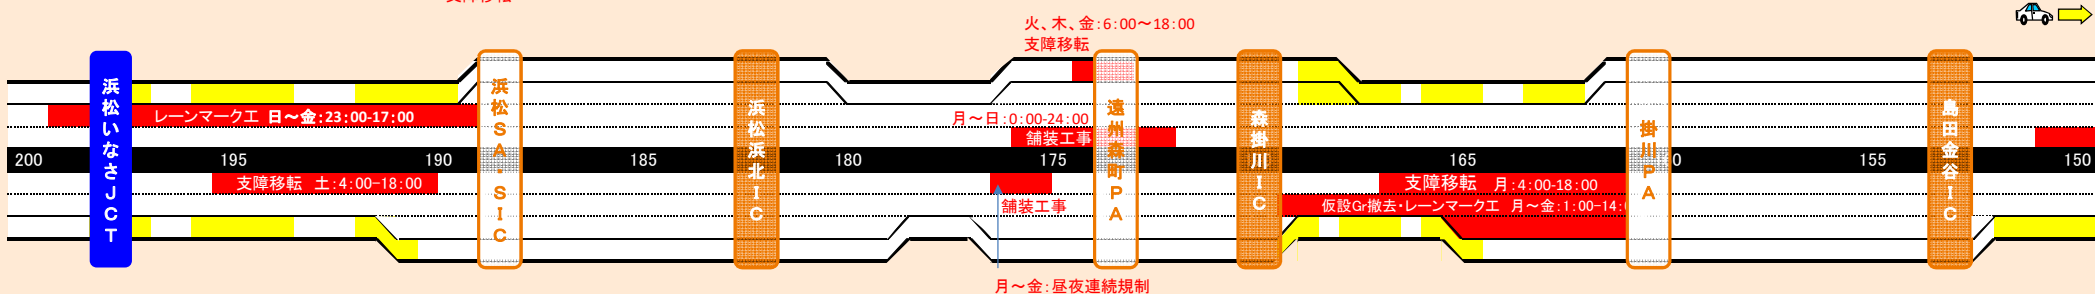 火、木、金:6:00～18:00
支障移転
浜松いなさJCT
浜松SA・SIC
浜松浜北IC
遠州森町PA
森掛川IC
掛川PA
島田金谷IC
レーンマーク工 日～金:23:00-17:00
月～日:0:00-24:00
舗装工事
200
195
190
185
180
175
165
155
150
支障移転 土:4:00-18:00
支障移転 月:4:00-18:00
舗装工事
仮設Gr撤去・レーンマーク工 月～金:1:00-14:
月～金:昼夜連続規制